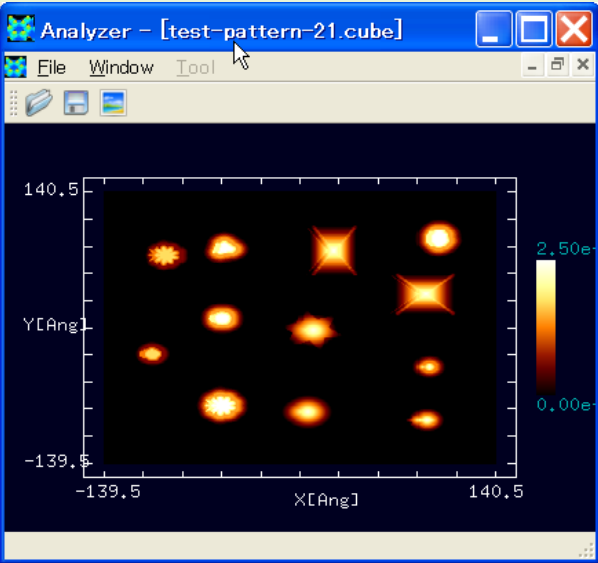 Analyzer - [test-pattern-21.cube]
File Window Tool
140.5
2.50e-
Y[Ang]
0.00e-
-139.5
-139.5 140.5
X[Ang]